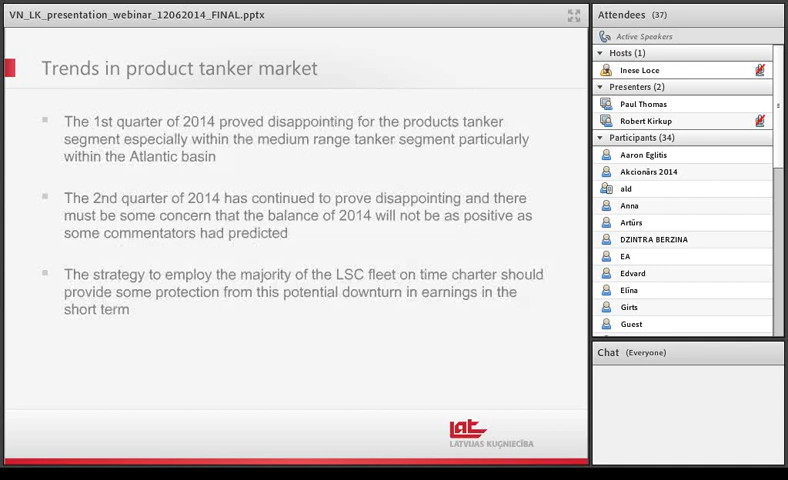 VN_LK_presentation_webinar_12062014_FINAL.pptx
Trends in product tanker market
The 1st quarter of 2014 proved disappointing for the products tanker
segment especially within the medium range tanker segment particularly
within the Atlantic basin
The 2nd quarter of 2014 has continued to prove disappointing and there
must be some concern that the balance of 2014 will not be as positive as
some commentators had predicted
The strategy to employ the majority of the LSC fleet on time charter should
provide some protection from this potential downturn in earnings in the
short term
Lat
LATVIJAS KUĢNIECĪBA
Attendees (37)
Active Speakers
Hosts (1)
Inese Loce
Presenters (2)
Paul Thomas
Robert Kirkup
Participants (34)
Aaron Eglitis
Akcionārs 2014
ald
Anna
Artūrs
DZINTRA BERZINA
EA
Edvard
Elīna
Girts
Guest
Chat (Everyone)